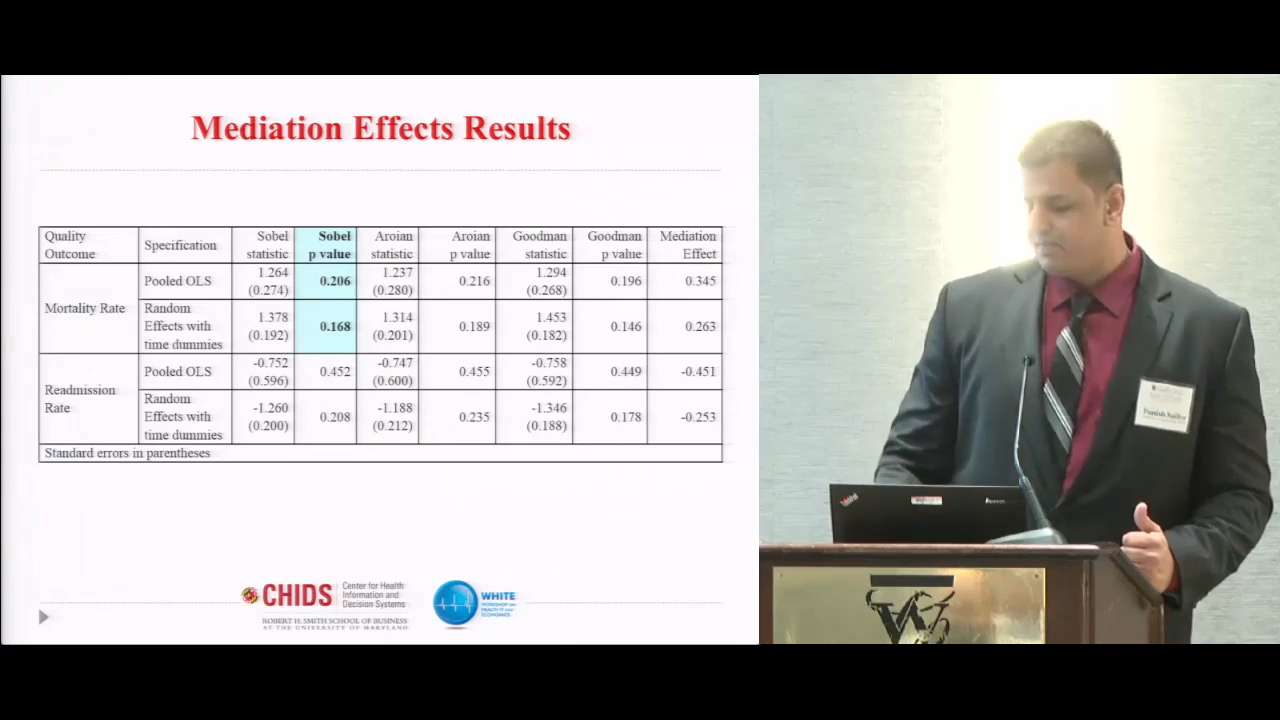 Mediation Effects Results
Quality Outcome | Specification | Sobel statistic | Sobel p value | Aroian statistic | Aroian p value | Goodman statistic | Goodman p value | Mediation Effect
Mortality Rate | Pooled OLS | 1.264 (0.274) | 0.206 | 1.237 (0.280) | 0.216 | 1.294 (0.268) | 0.196 | 0.345
Random Effects with time dummies | 1.378 (0.192) | 0.168 | 1.314 (0.201) | 0.189 | 1.453 (0.182) | 0.146 | 0.263
Readmission Rate | Pooled OLS | -0.752 (0.596) | 0.452 | -0.747 (0.600) | 0.455 | -0.758 (0.592) | 0.449 | -0.451
Random Effects with time dummies | -1.260 (0.200) | 0.208 | -1.188 (0.212) | 0.235 | -1.346 (0.188) | 0.178 | -0.253
Standard errors in parentheses
CHIDS
Center for Health
Information and
Decision Systems
ROBERT H. SMITH SCHOOL OF BUSINESS
AT THE UNIVERSITY OF MARYLAND
WHITE
WORKSHOP ON
HEALTH IT AND
ECONOMICS
Danish
W